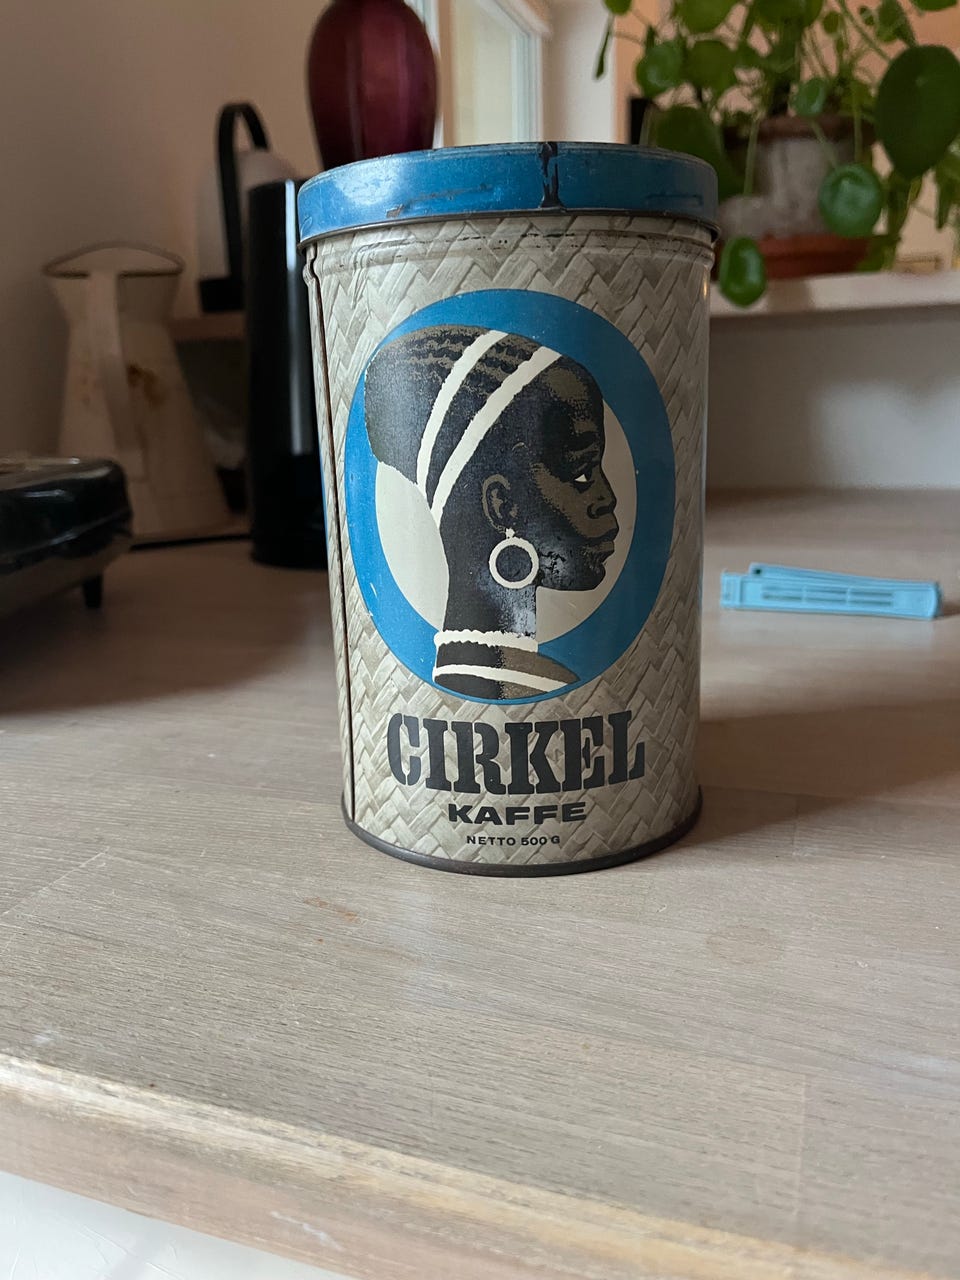 CIRKEL
KAFFE
NETTO 500 G